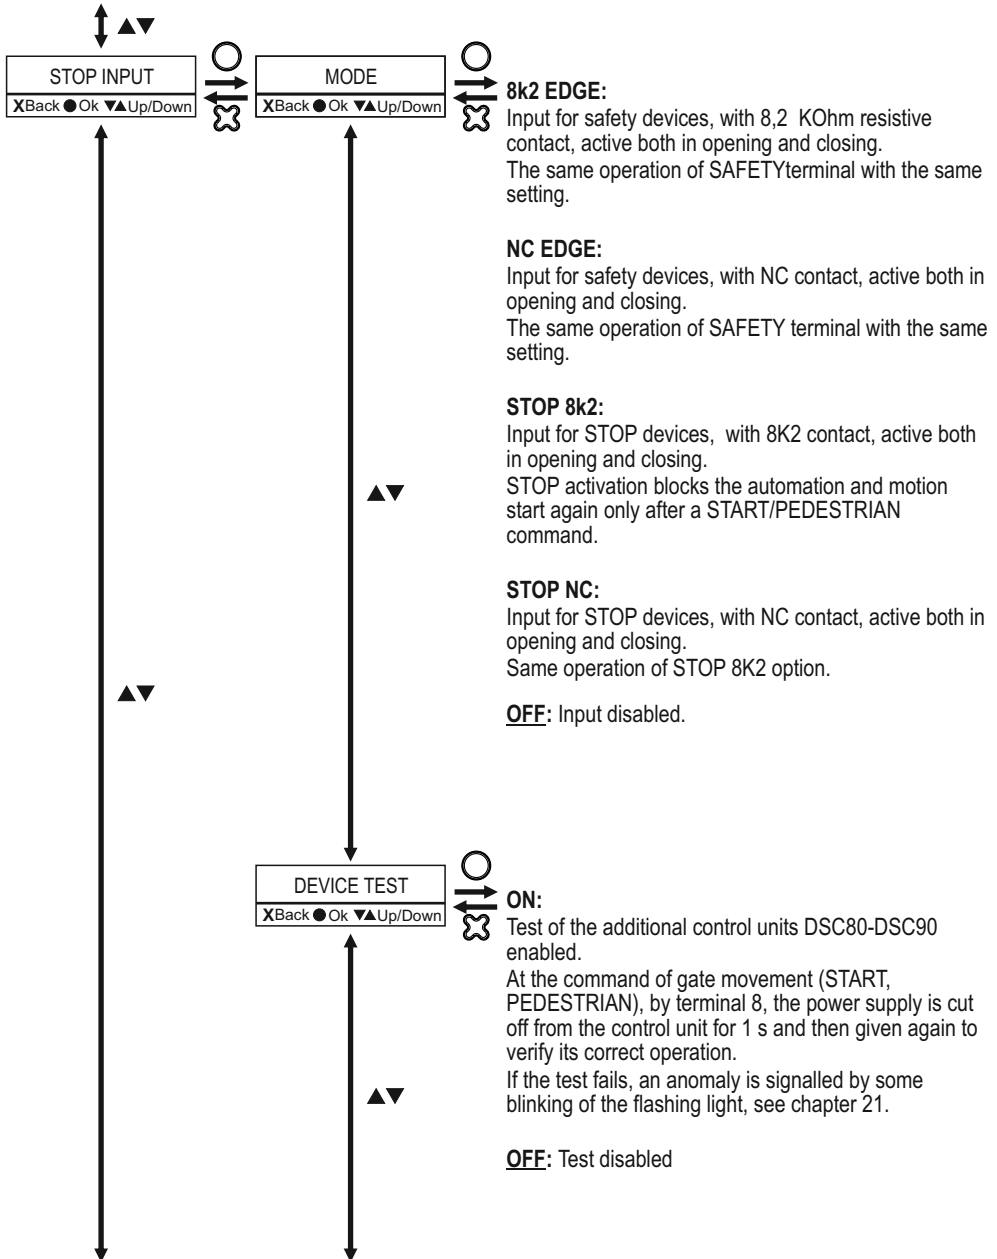 ▲▼
STOP INPUT
XBack ● Ok ▼▲Up/Down
MODE
XBack ● Ok ▼▲Up/Down
8k2 EDGE:
Input for safety devices, with 8,2 KOhm resistive
contact, active both in opening and closing.
The same operation of SAFETYterminal with the same
setting.
NC EDGE:
Input for safety devices, with NC contact, active both in
opening and closing.
The same operation of SAFETY terminal with the same
setting.
STOP 8k2:
Input for STOP devices, with 8K2 contact, active both
in opening and closing.
STOP activation blocks the automation and motion
start again only after a START/PEDESTRIAN
command.
▲▼
STOP NC:
Input for STOP devices, with NC contact, active both in
opening and closing.
Same operation of STOP 8K2 option.
▲▼
OFF: Input disabled.
DEVICE TEST
XBack ● Ok ▼▲Up/Down
ON:
Test of the additional control units DSC80-DSC90
enabled.
At the command of gate movement (START,
PEDESTRIAN), by terminal 8, the power supply is cut
off from the control unit for 1 s and then given again to
verify its correct operation.
If the test fails, an anomaly is signalled by some
blinking of the flashing light, see chapter 21.
▲▼
OFF: Test disabled